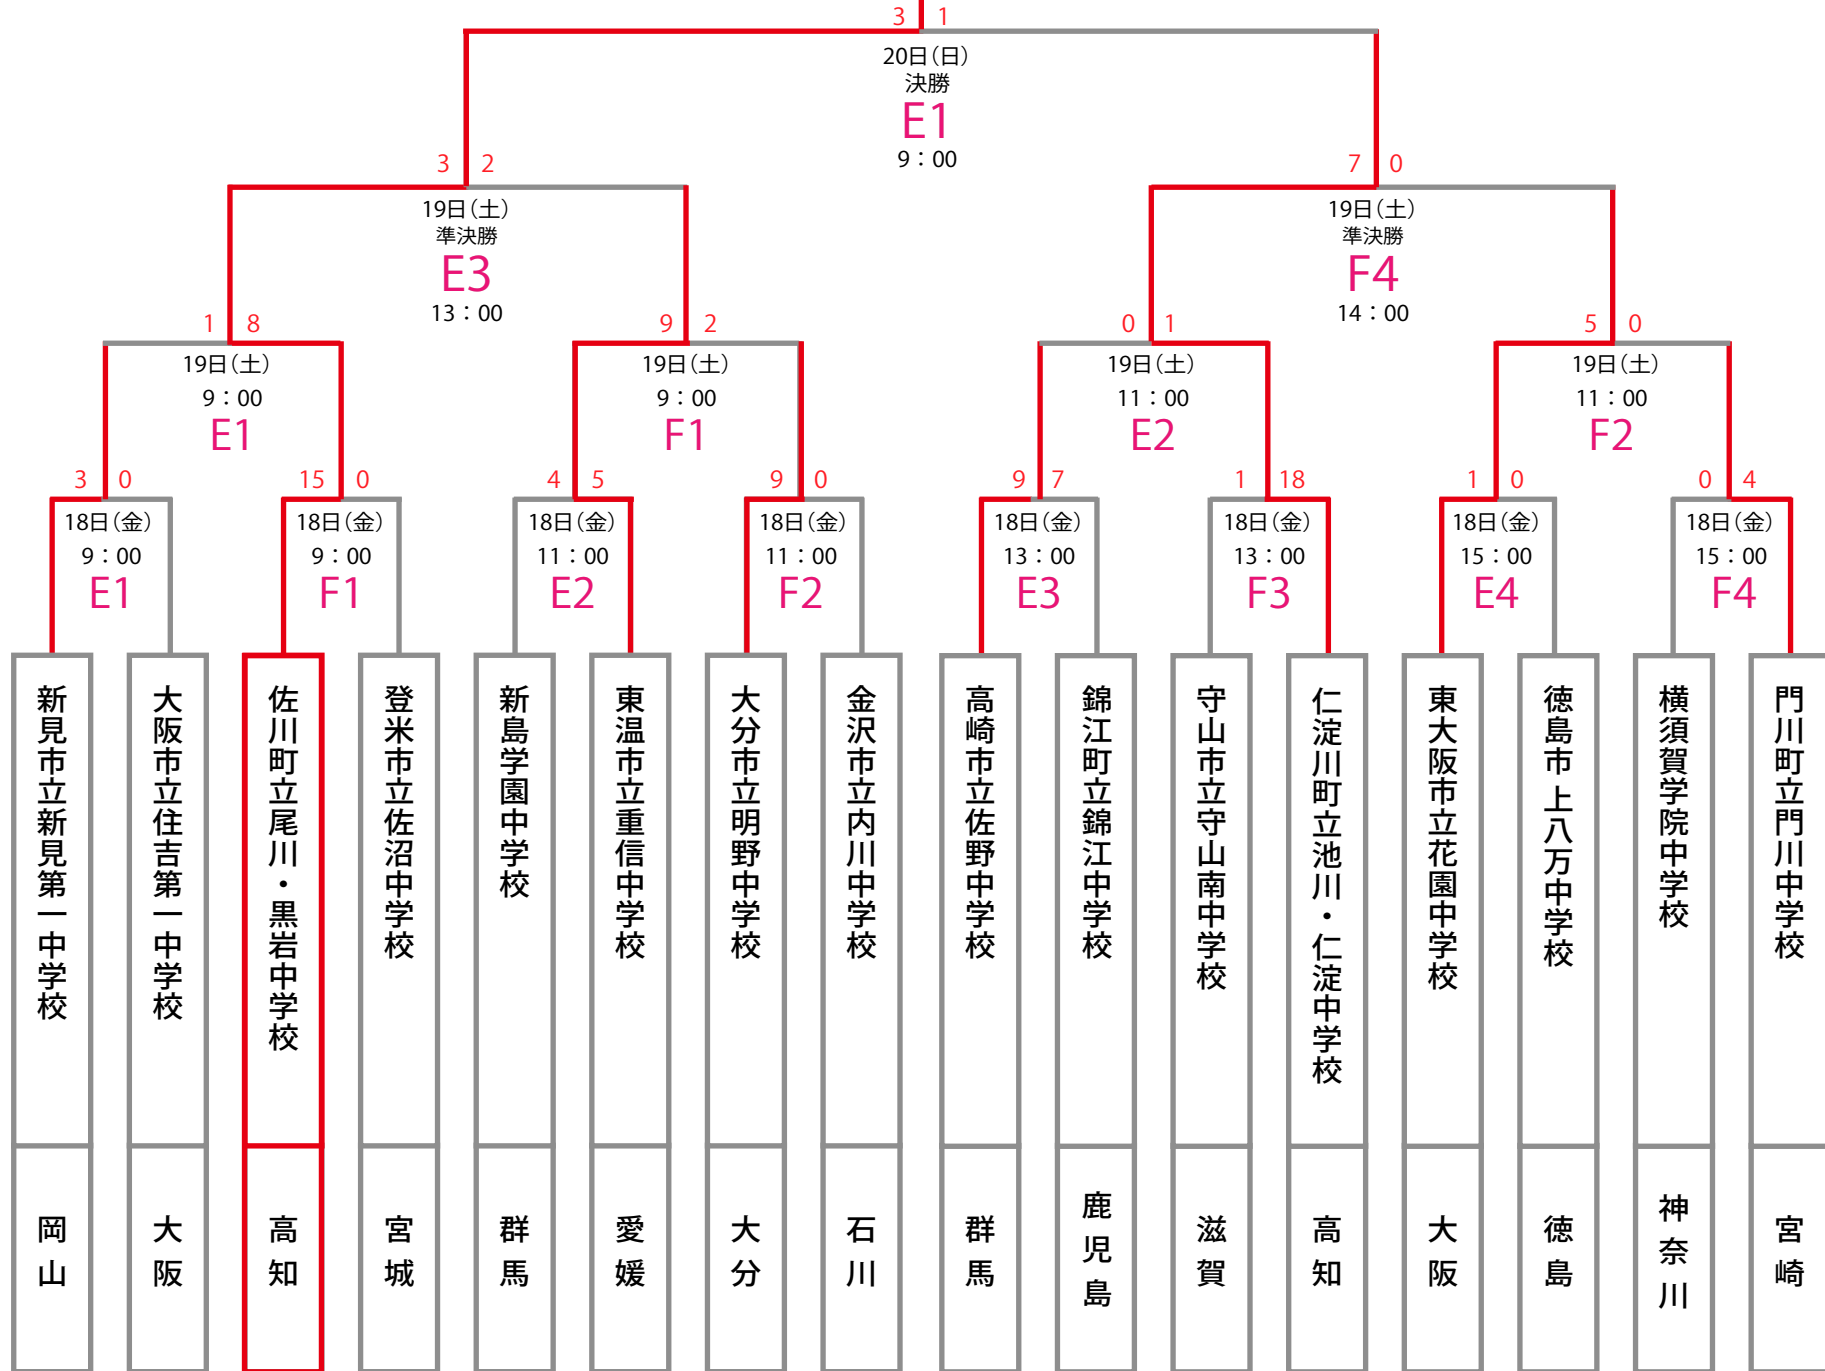 3 1
20日(日)
決勝
E1
9：00
3 2
7 0
19日(土)
準決勝
E3
13：00
19日(土)
準決勝
F4
14：00
1 8
9 2
0 1
5 0
19日(土)
9：00
E1
19日(土)
9：00
F1
19日(土)
11：00
E2
19日(土)
11：00
F2
3 0
15 0
4 5
9 0
9 7
1 18
1 0
0 4
18日(金)
9：00
E1
18日(金)
9：00
F1
18日(金)
11：00
E2
18日(金)
11：00
F2
18日(金)
13：00
E3
18日(金)
13：00
F3
18日(金)
15：00
E4
18日(金)
15：00
F4
新見市立新見第一中学校
大阪市立住吉第一中学校
佐川町立尾川・黒岩中学校
登米市立佐沼中学校
新島学園中学校
東温市立重信中学校
大分市立明野中学校
金沢市立内川中学校
高崎市立佐野中学校
錦江町立錦江中学校
守山市立守山南中学校
仁淀川町立池川・仁淀中学校
東大阪市立花園中学校
徳島市 上八万中学校
横須賀学院中学校
門川町立門川中学校
岡山
大阪
高知
宮城
群馬
愛媛
大分
石川
群馬
鹿児島
滋賀
高知
大阪
徳島
神奈川
宮崎